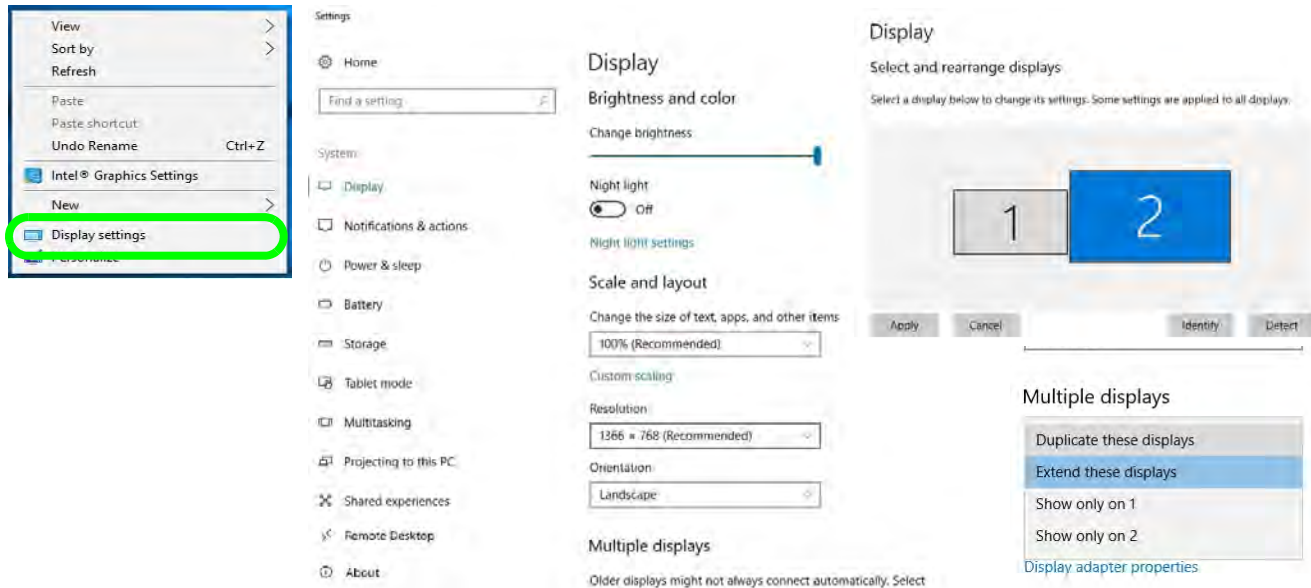 View
Sort by
Refresh
Paste
Paste shortcut
Undo Rename Ctrl+Z
Intel® Graphics Settings
New
Display settings
Personalize
Settings
Home
Find a setting
System
Display
Notifications & actions
Power & sleep
Battery
Storage
Tablet mode
Multitasking
Projecting to this PC
Shared experiences
Remote Desktop
About
Display
Brightness and color
Change brightness
Night light
Off
Night light settings
Scale and layout
Change the size of text, apps, and other items
100% (Recommended)
Custom scaling
Resolution
1366 × 768 (Recommended)
Orientation
Landscape
Multiple displays
Older displays might not always connect automatically. Select
Display
Select and rearrange displays
Select a display below to change its settings. Some settings are applied to all displays.
1
2
Apply Cancel Identify Detect
Multiple displays
Duplicate these displays
Extend these displays
Show only on 1
Show only on 2
Display adapter properties